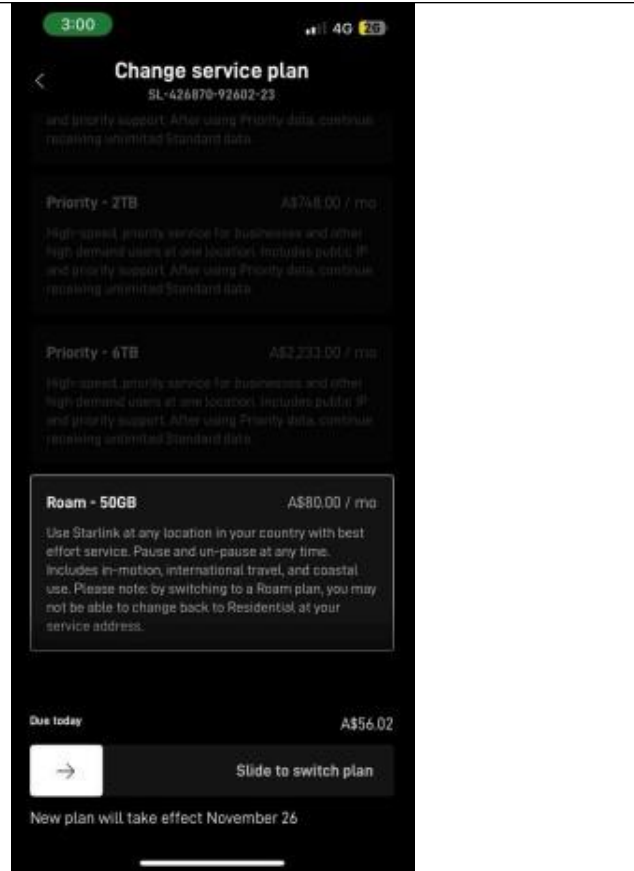 3:00
4G 26
Change service plan
SL-426870-92602-23
and priority support. After using Priority data, continue
receiving unlimited Standard data.
Priority - 2TB A$748.00 / mo
High-speed, priority service for businesses and other
high demand users at one location. Includes public IP
and priority support. After using Priority data, continue
receiving unlimited Standard data.
Priority - 6TB A$2,233.00 / mo
High-speed, priority service for businesses and other
high demand users at one location. Includes public IP
and priority support. After using Priority data, continue
receiving unlimited Standard data.
Roam - 50GB A$80.00 / mo
Use Starlink at any location in your country with best
effort service. Pause and un-pause at any time.
Includes in-motion, international travel, and coastal
use. Please note: by switching to a Roam plan, you may
not be able to change back to Residential at your
service address.
Due today A$56.02
Slide to switch plan
New plan will take effect November 26